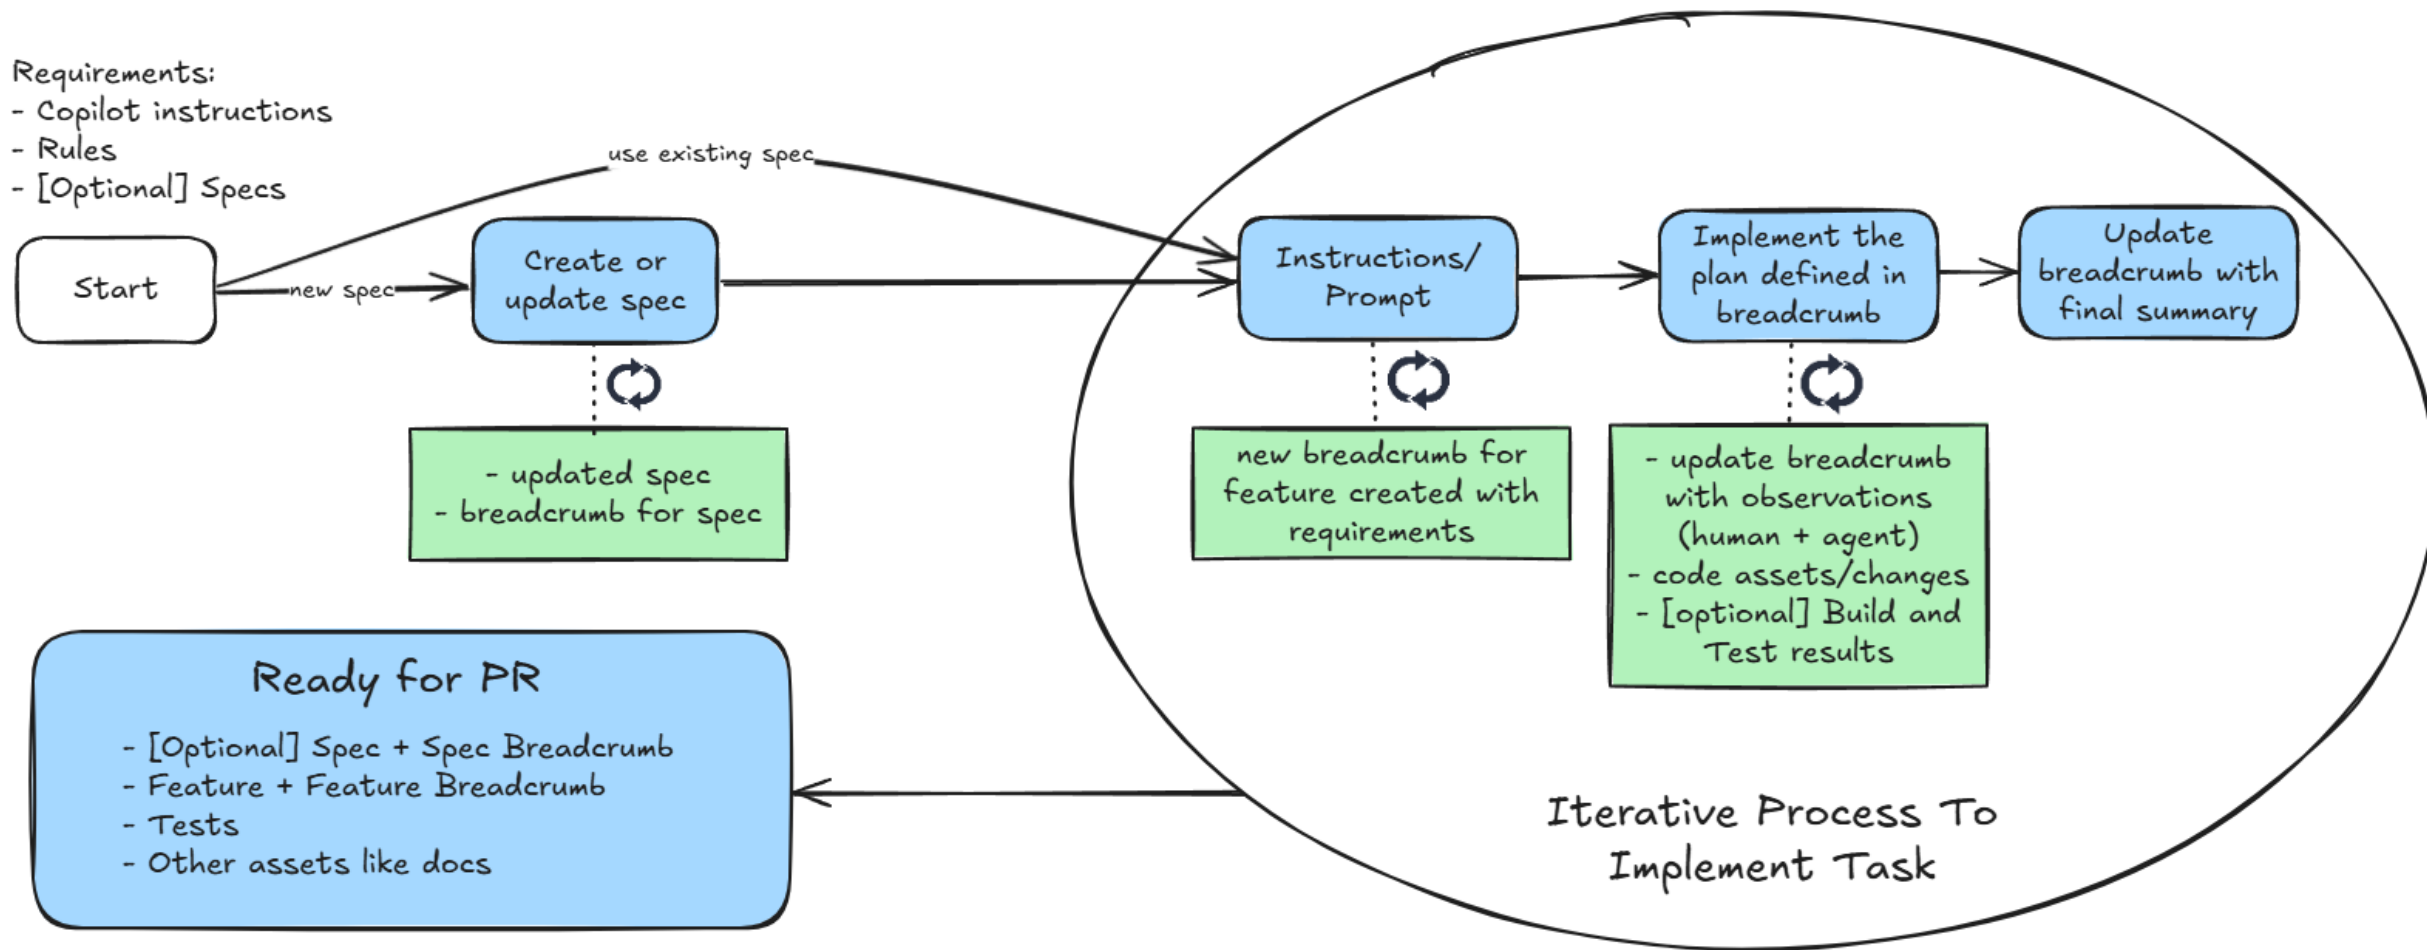 Requirements:
- Copilot instructions
- Rules
- [Optional] Specs
Start
use existing spec
new spec
Create or
update spec
- updated spec
- breadcrumb for spec
Instructions/
Prompt
new breadcrumb for
feature created with
requirements
Implement the
plan defined in
breadcrumb
- update breadcrumb
with observations
(human + agent)
- code assets/changes
- [optional] Build and
Test results
Update
breadcrumb with
final summary
Iterative Process To
Implement Task
Ready for PR
- [Optional] Spec + Spec Breadcrumb
- Feature + Feature Breadcrumb
- Tests
- Other assets like docs